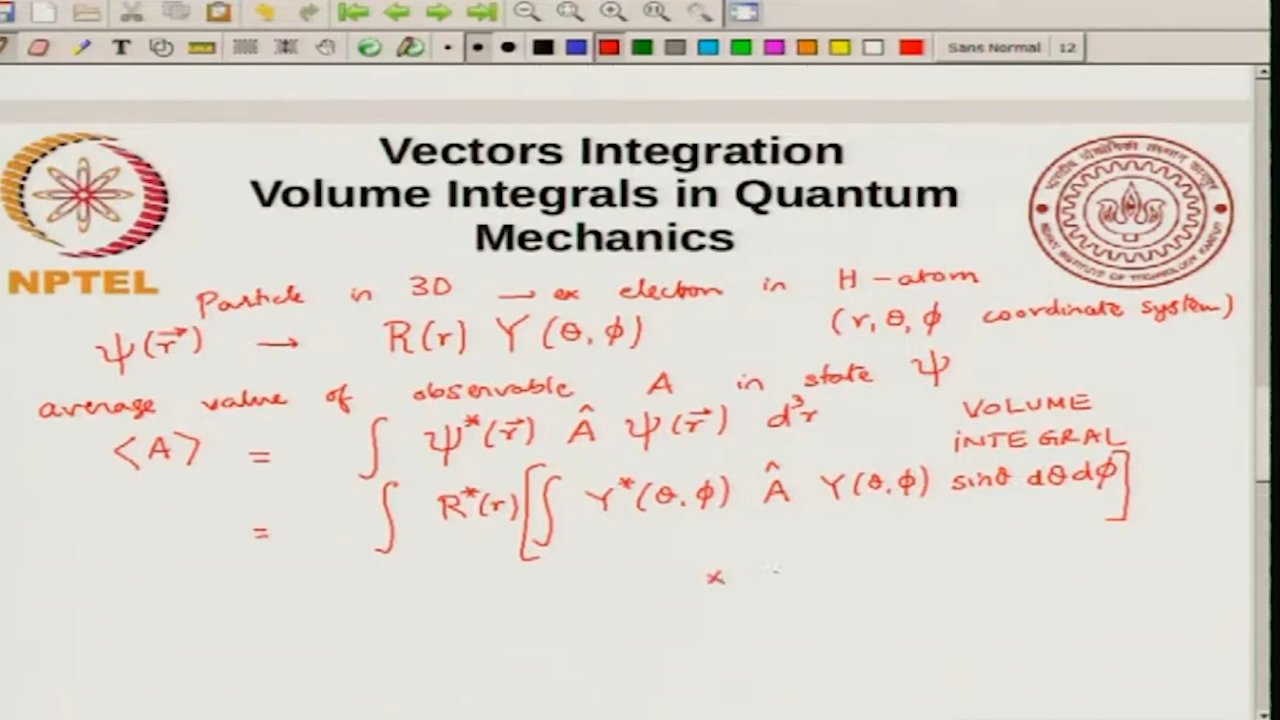 T
Sans Normal 12
Vectors Integration
Volume Integrals in Quantum
Mechanics
NPTEL
Particle in 3D → ex electron in H-atom
ψ(r⃗) → R(r) Y(θ,φ) (r,θ,φ coordinate system)
average value of observable A in state ψ
<A> = ∫ ψ*(r⃗) Â ψ(r⃗) d³r VOLUME INTEGRAL
= ∫ R*(r) [∫ Y*(θ,φ) Â Y(θ,φ) sinθ dθdφ]
×